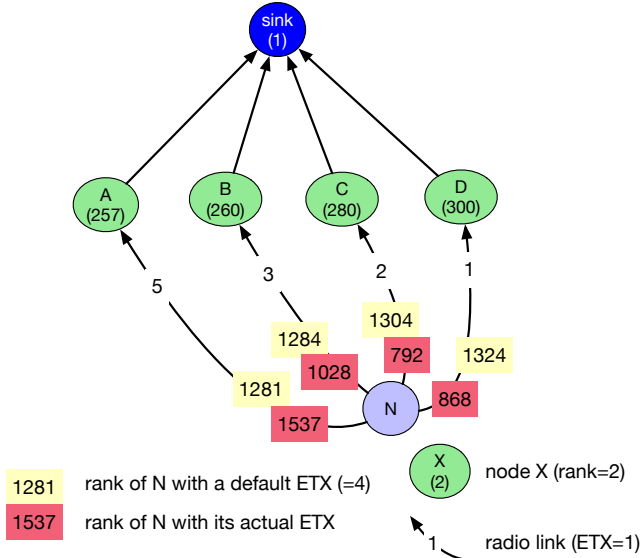 sink
(1)
A
(257)
B
(260)
C
(280)
D
(300)
5
3
2
1
1284
1304
1324
1281
1028
792
868
1537
N
X
(2)
node X (rank=2)
1281
rank of N with a default ETX (=4)
1537
rank of N with its actual ETX
1
radio link (ETX=1)